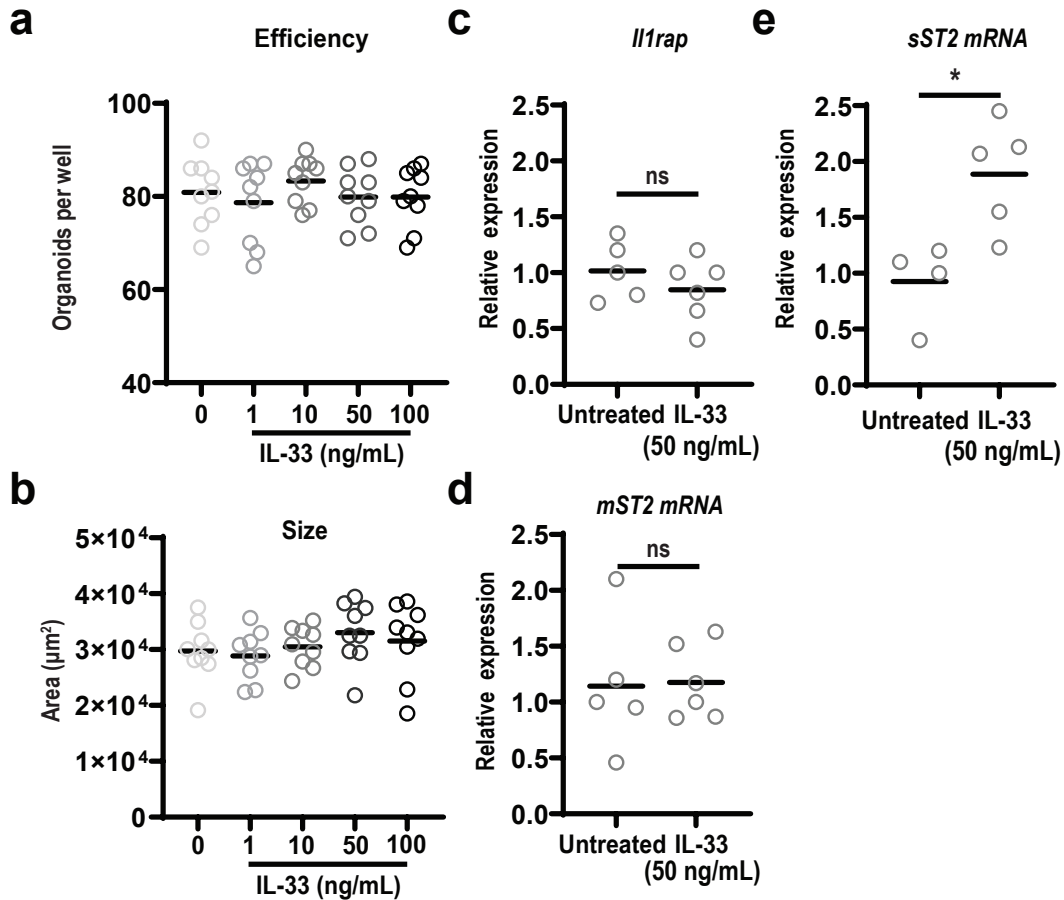 a
Efficiency
Organoids per well
100
80
60
40
0 1 10 50 100
IL-33 (ng/mL)
b
Size
Area (µm²)
5×10⁴
4×10⁴
3×10⁴
2×10⁴
1×10⁴
0
0 1 10 50 100
IL-33 (ng/mL)
c
Il1rap
Relative expression
2.5
2.0
1.5
1.0
0.5
0.0
ns
Untreated IL-33
(50 ng/mL)
d
mST2 mRNA
Relative expression
2.5
2.0
1.5
1.0
0.5
0.0
ns
Untreated IL-33
(50 ng/mL)
e
sST2 mRNA
*
Relative expression
2.5
2.0
1.5
1.0
0.5
0.0
Untreated IL-33
(50 ng/mL)